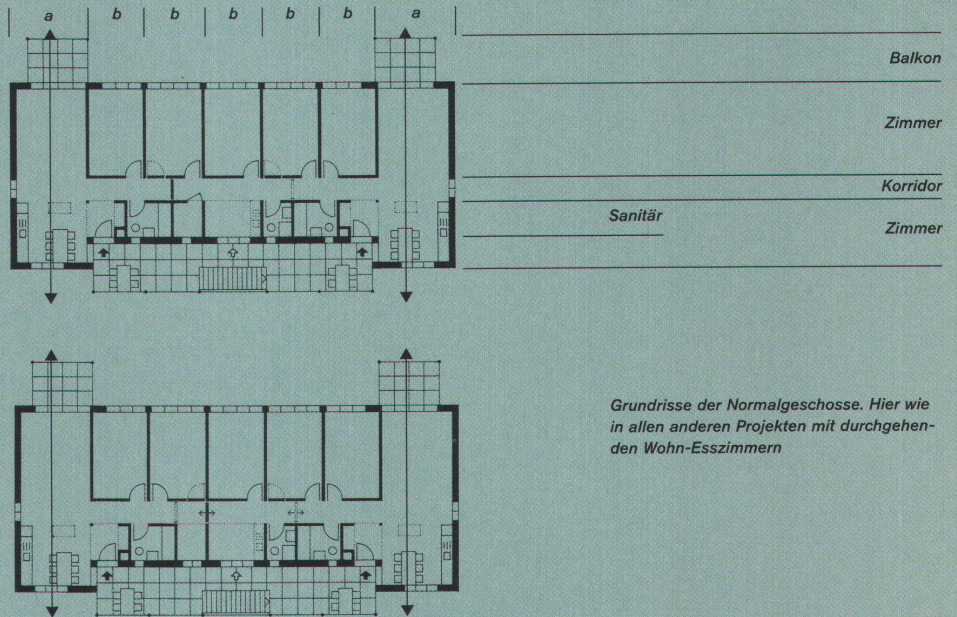 a b b b b b a
Balkon
Zimmer
Korridor
Sanitär
Zimmer
Grundrisse der Normalgeschosse. Hier wie
in allen anderen Projekten mit durchgehen-
den Wohn-Esszimmern